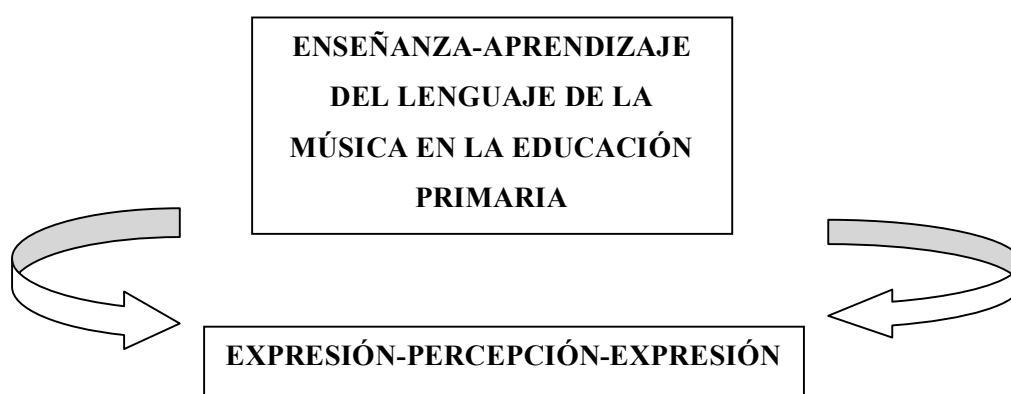 ENSEÑANZA-APRENDIZAJE
DEL LENGUAJE DE LA
MÚSICA EN LA EDUCACIÓN
PRIMARIA
EXPRESIÓN-PERCEPCIÓN-EXPRESIÓN